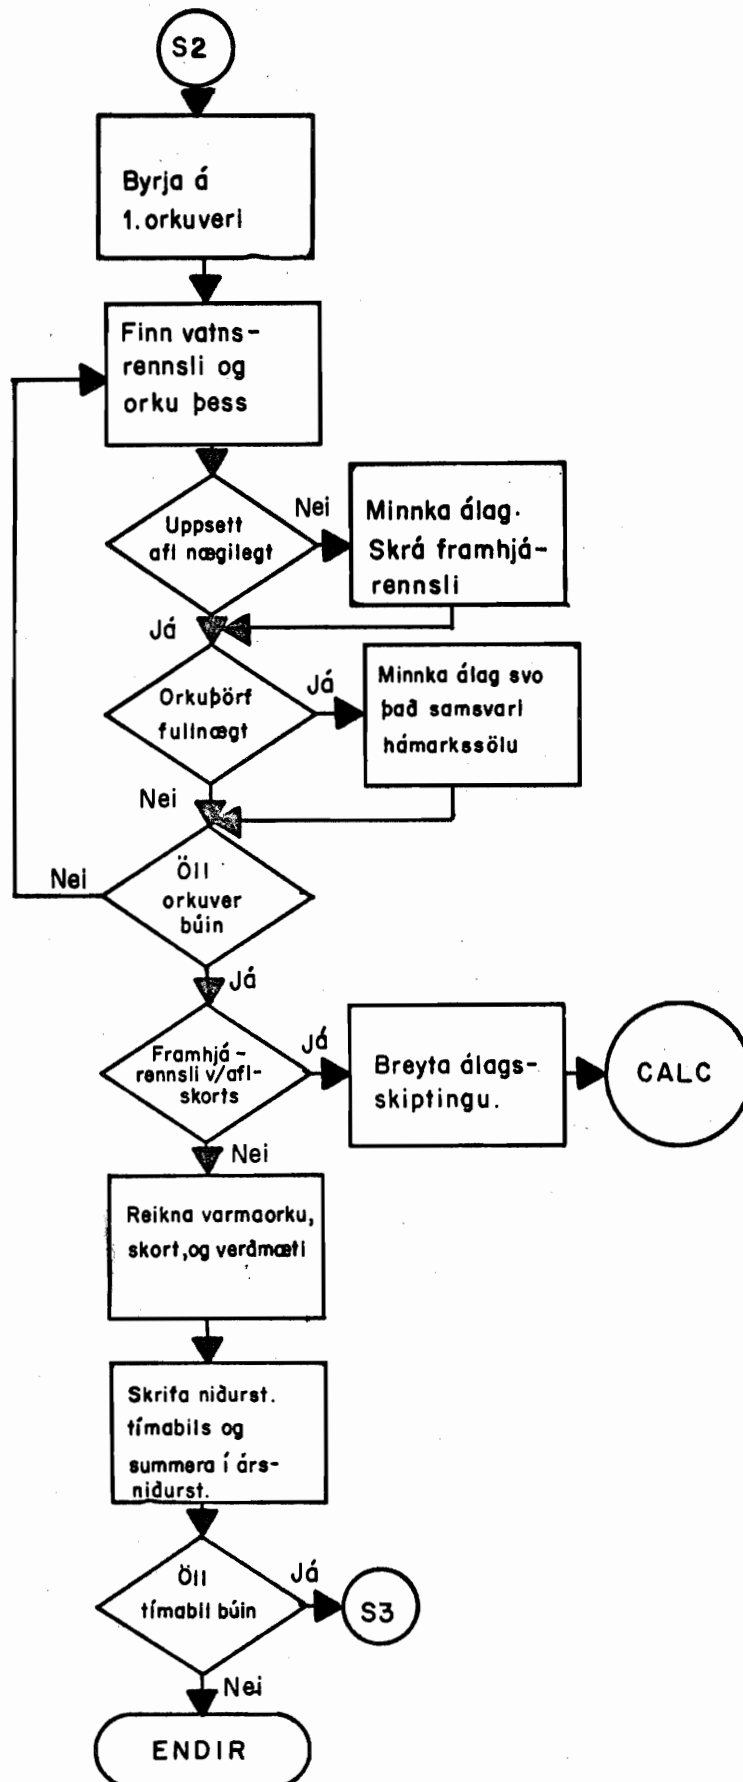 S2
Byrja á
1. orkuveri
Finn vatns-
rennsli og
orku þess
Uppsett
afl nægilegt
Nei
Minnka álag.
Skrá framhjá-
rennsli
Já
Orkuþörf
fullnægt
Já
Minnka álag svo
það samsvari
hámarkssölu
Nei
Öll
orkuver
búin
Nei
Já
Framhjá-
rennsli v/afl-
skorts
Já
Breyta álags-
skiptingu.
CALC
Nei
Reikna varmaorku,
skort, og verðmæti
Skrifa niðurst.
tímabils og
summera í árs-
niðurst.
Öll
tímabil búin
Já
S3
Nei
ENDIR